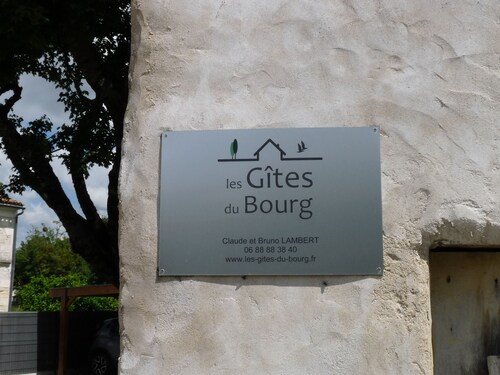 les Gîtes
du Bourg
Claude et Bruno LAMBERT
06 88 88 38 40
www.les-gites-du-bourg.fr